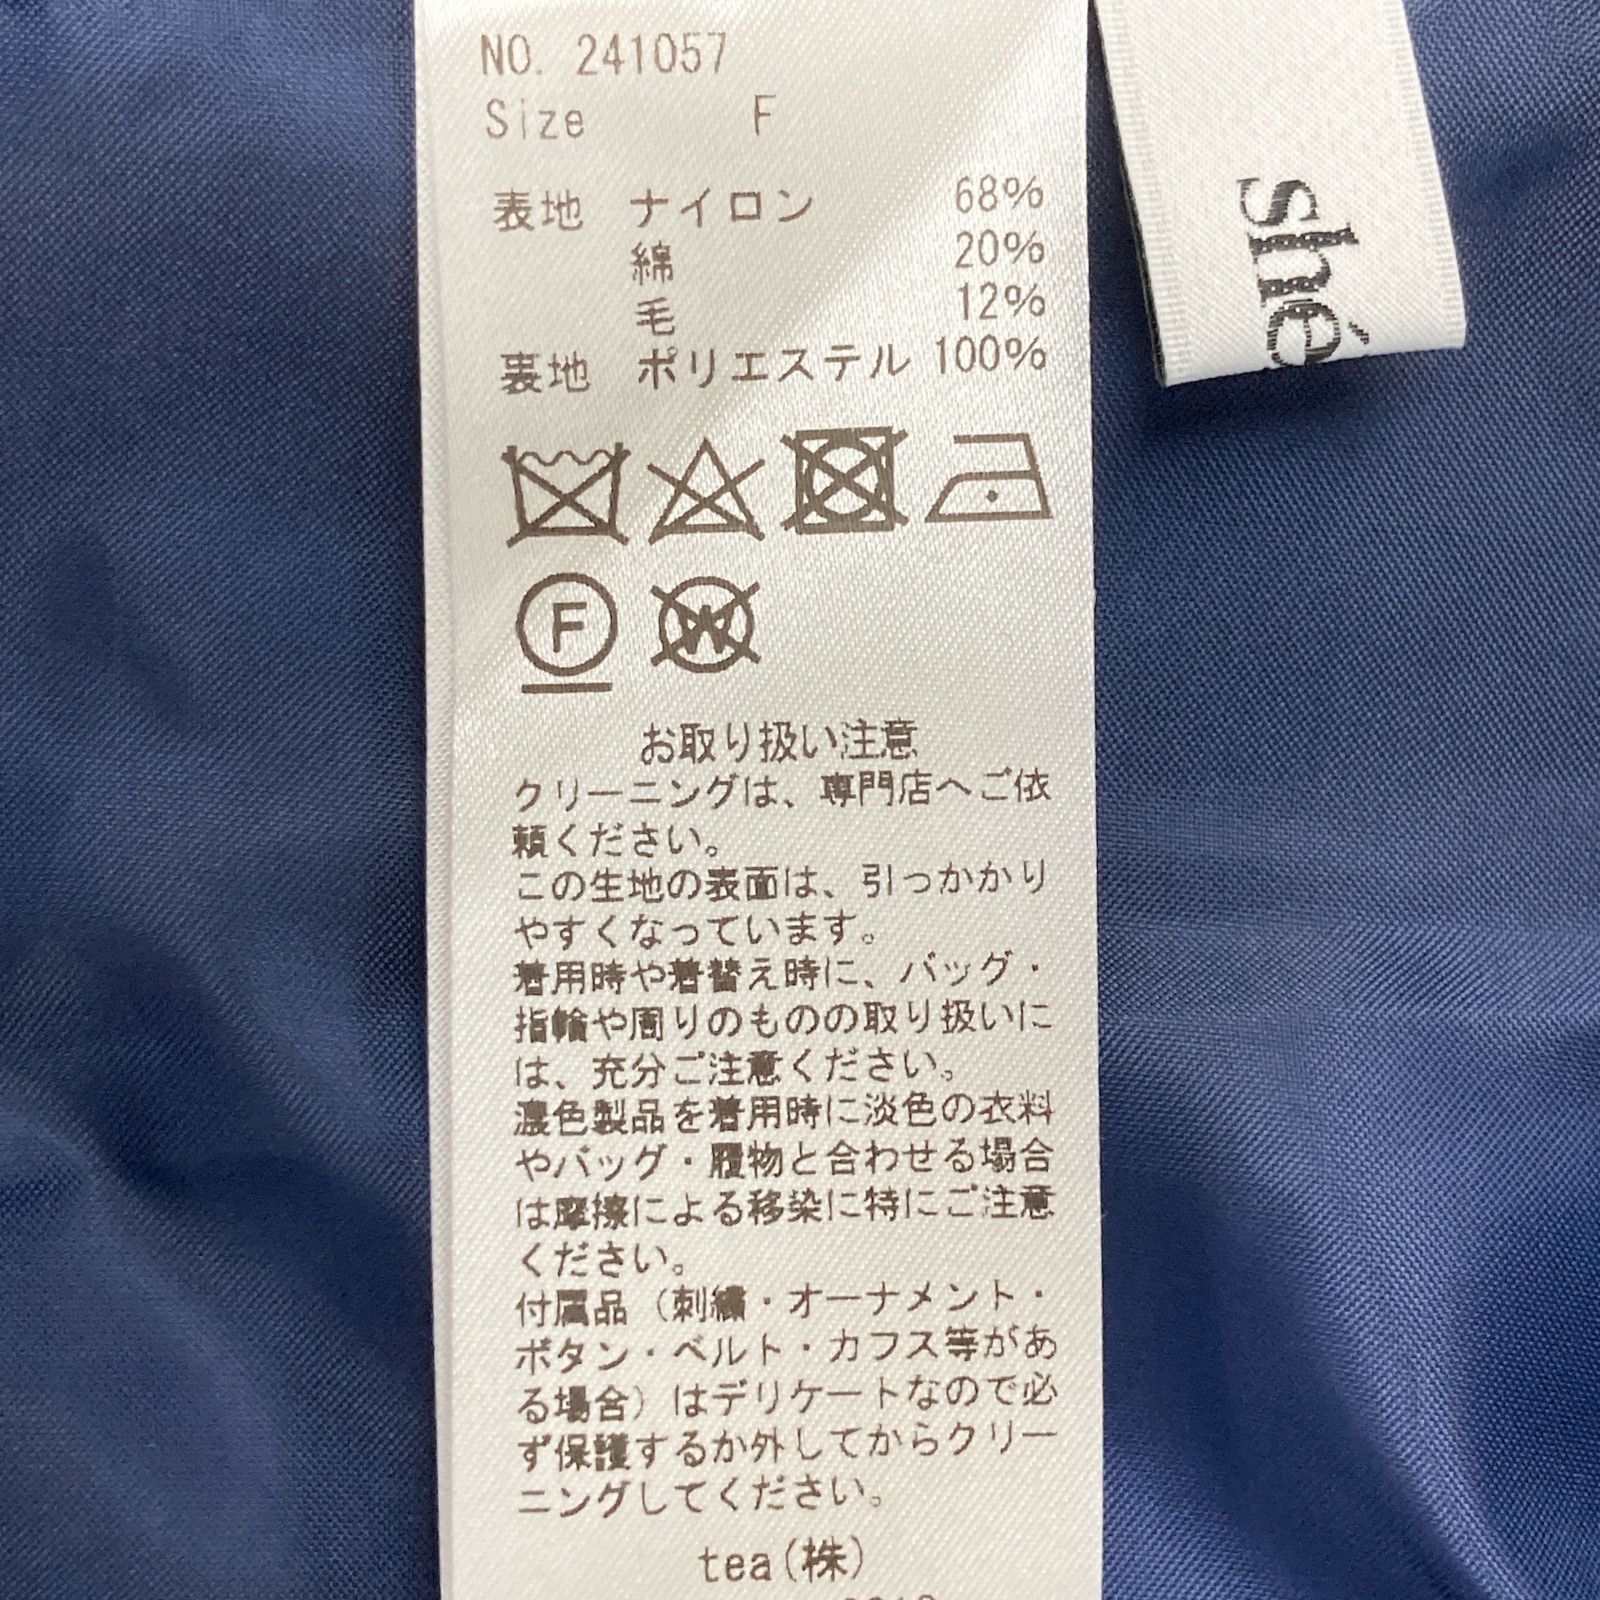 NO. 241057
Size F
表地 ナイロン 68%
綿 20%
毛 12%
裏地 ポリエステル 100%
F
W
お取り扱い注意
クリーニングは、専門店へご依
頼ください。
この生地の表面は、引っかかり
やすくなっています。
着用時や着替え時に、バッグ・
指輪や周りのものの取り扱いに
は、充分ご注意ください。
濃色製品を着用時に淡色の衣料
やバッグ・履物と合わせる場合
は摩擦による移染に特にご注意
ください。
付属品（刺繍・オーナメント・
ボタン・ベルト・カフス等があ
る場合）はデリケートなので必
ず保護するか外してからクリー
ニングしてください。
tea(株)
shé